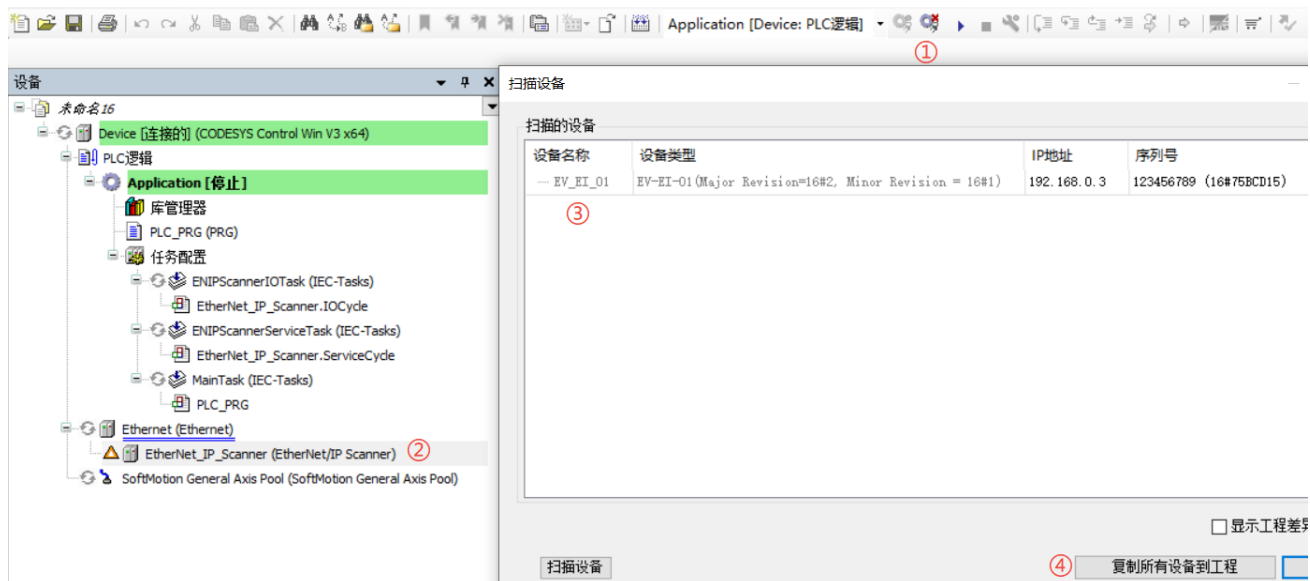 Application [Device: PLC逻辑]
①
设备
未命名16
Device [连接的] (CODESYS Control Win V3 x64)
PLC逻辑
Application [停止]
库管理器
PLC_PRG (PRG)
任务配置
ENIPScannerIOTask (IEC-Tasks)
EtherNet_IP_Scanner.IOCycle
ENIPScannerServiceTask (IEC-Tasks)
EtherNet_IP_Scanner.ServiceCycle
MainTask (IEC-Tasks)
PLC_PRG
Ethernet (Ethernet)
EtherNet_IP_Scanner (EtherNet/IP Scanner) ②
SoftMotion General Axis Pool (SoftMotion General Axis Pool)
扫描设备
扫描的设备
设备名称 设备类型 IP地址 序列号
EV_EI_01 EV-EI-01(Major Revision=16#2, Minor Revision = 16#1) 192.168.0.3 123456789 (16#75BCD15)
③
显示工程差异
扫描设备 ④ 复制所有设备到工程